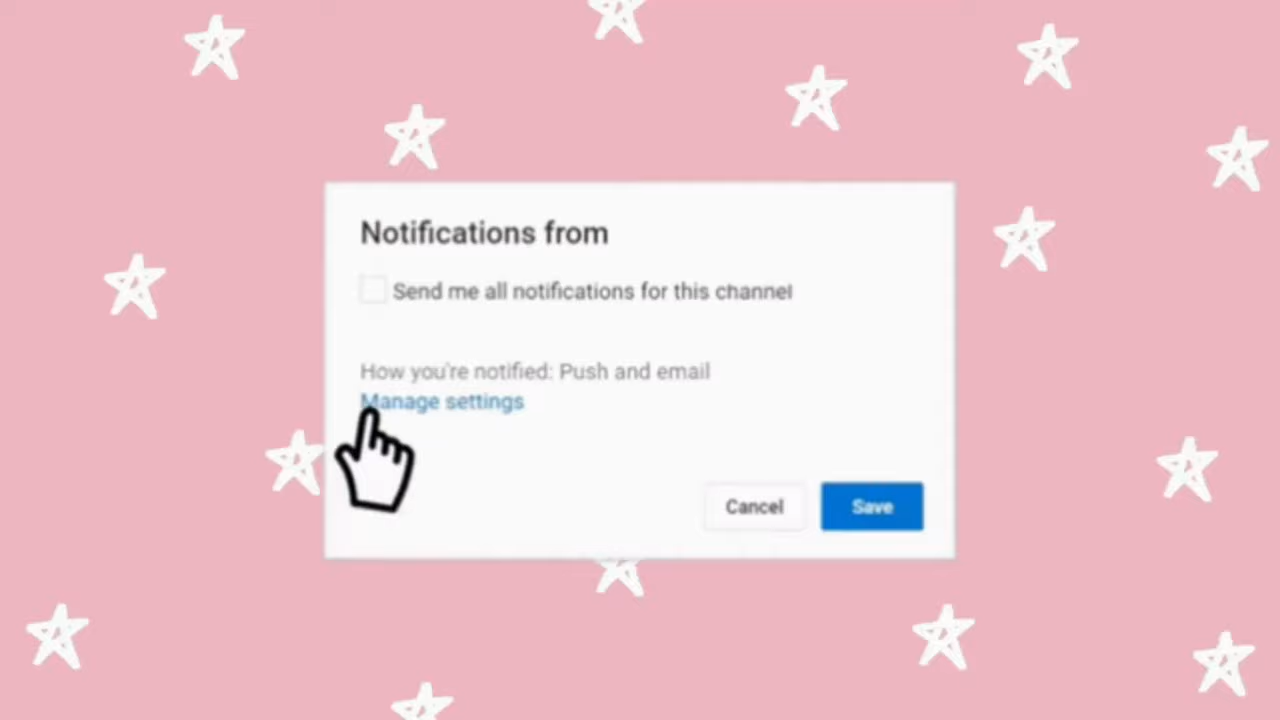 Notifications from
Send me all notifications for this channel
How you're notified: Push and email
Manage settings
Cancel
Save